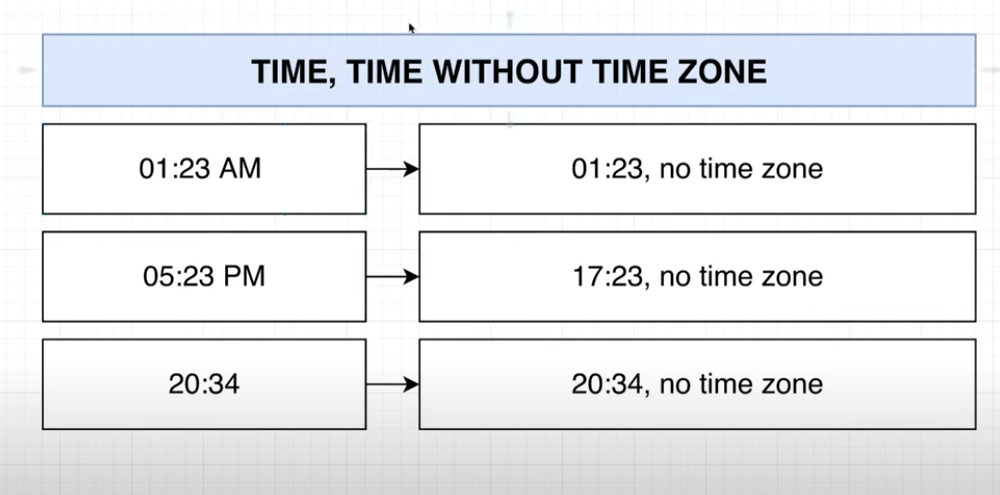 TIME, TIME WITHOUT TIME ZONE
01:23 AM
01:23, no time zone
05:23 PM
17:23, no time zone
20:34
20:34, no time zone